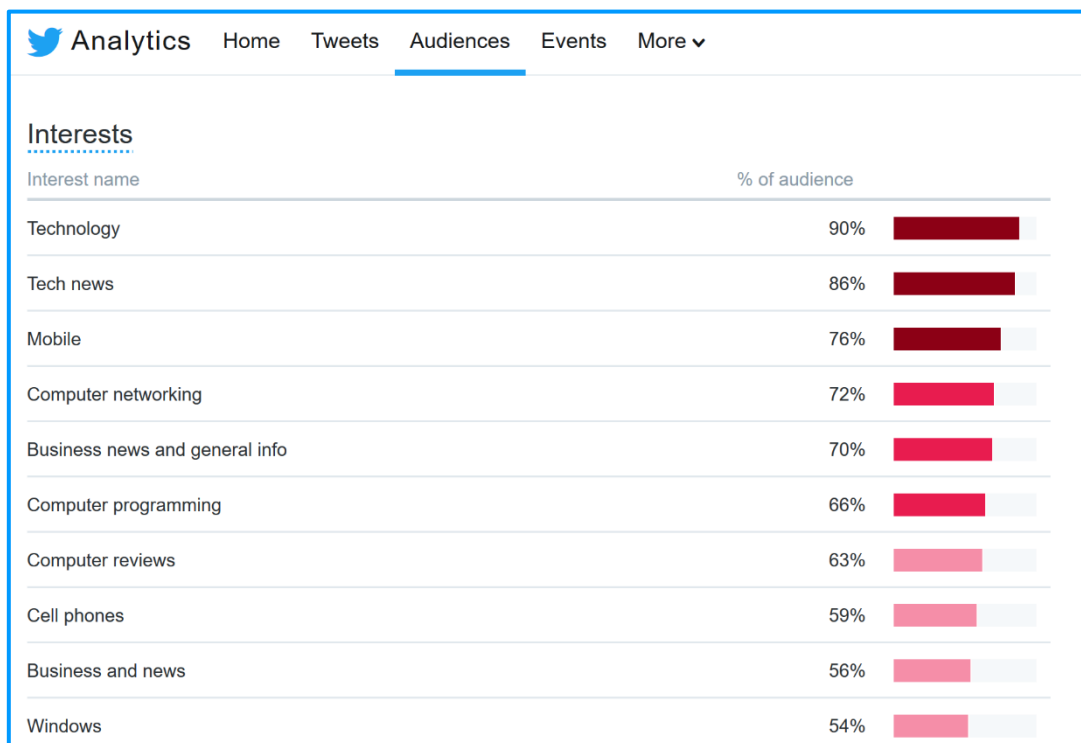 Analytics Home Tweets Audiences Events More
Interests
Interest name % of audience
Technology 90%
Tech news 86%
Mobile 76%
Computer networking 72%
Business news and general info 70%
Computer programming 66%
Computer reviews 63%
Cell phones 59%
Business and news 56%
Windows 54%